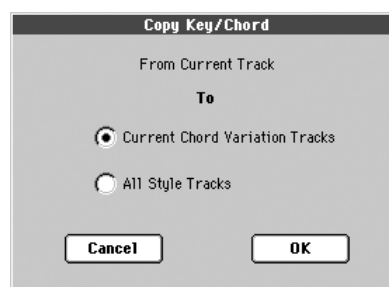 Copy Key/Chord
From Current Track
To
Current Chord Variation Tracks
All Style Tracks
Cancel
OK